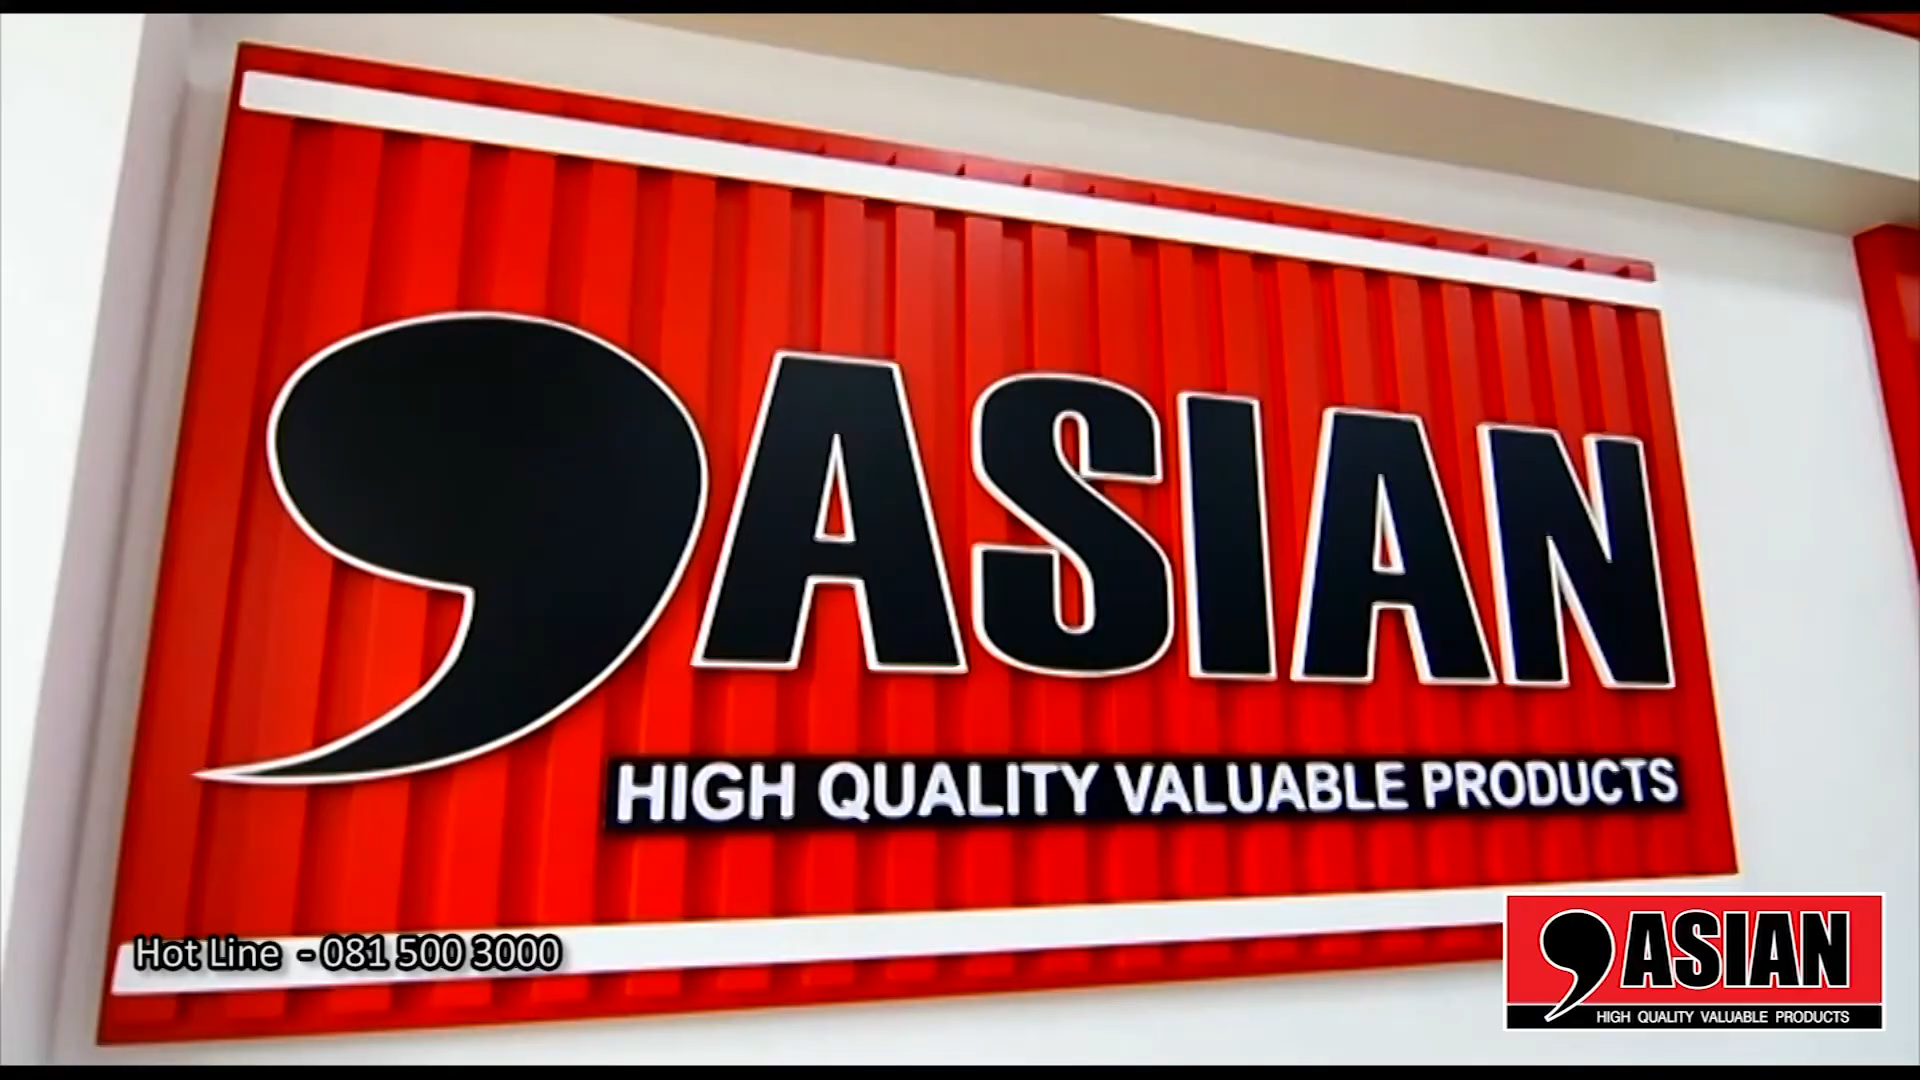 ASIAN
HIGH QUALITY VALUABLE PRODUCTS
Hot Line - 081 500 3000
ASIAN
HIGH QUALITY VALUABLE PRODUCTS